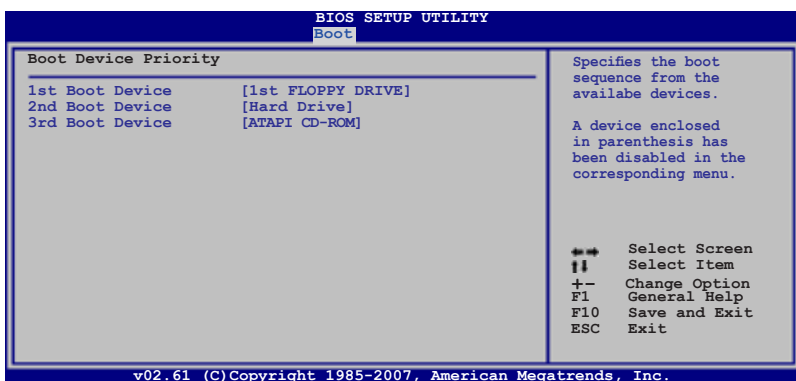 BIOS SETUP UTILITY
Boot
Boot Device Priority
1st Boot Device [1st FLOPPY DRIVE]
2nd Boot Device [Hard Drive]
3rd Boot Device [ATAPI CD-ROM]
Specifies the boot
sequence from the
availabe devices.
A device enclosed
in parenthesis has
been disabled in the
corresponding menu.
←→ Select Screen
↑↓ Select Item
+- Change Option
F1 General Help
F10 Save and Exit
ESC Exit
v02.61 (C)Copyright 1985-2007, American Megatrends, Inc.